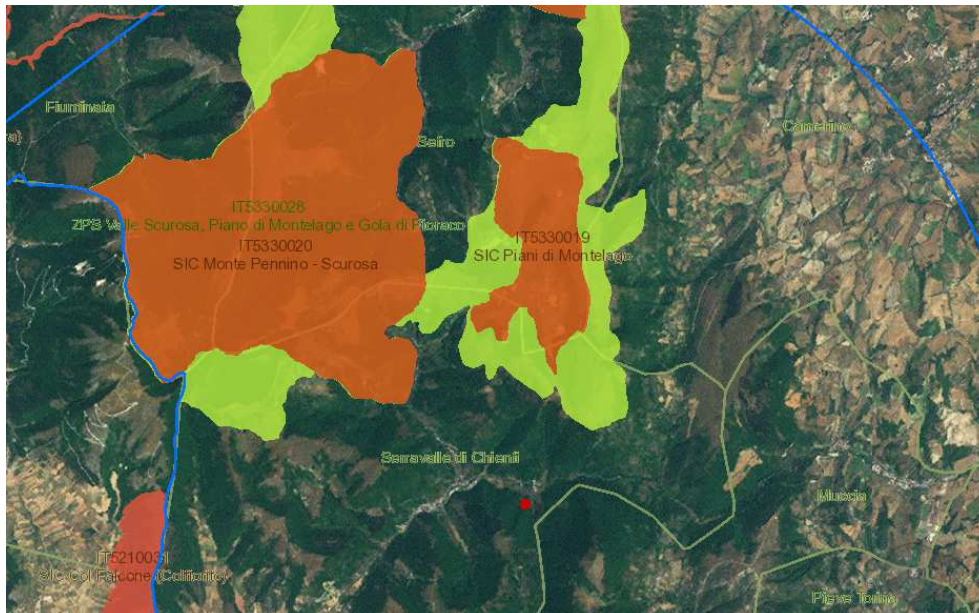 Fiuminata
ra)
Camerino
Sefro
IT5330028
ZPS Valle Scurosa, Piano di Montelago e Gola di Pioraco
IT5330020
SIC Monte Pennino - Scurosa
IT5330019
SIC Piani di Montelago
Serravalle di Chienti
Muccia
IT5210031
SIC Col Falcone (Colfiorito)
Pieve Torina